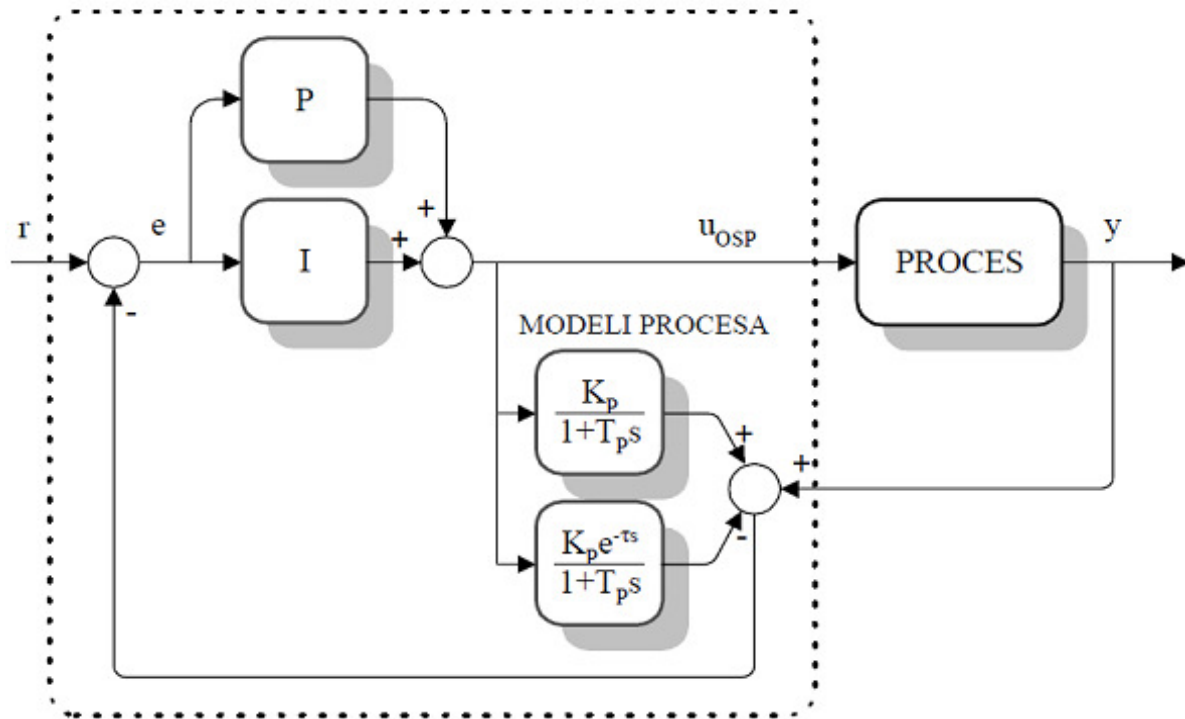 P
r
e
I
+
+
-
u_OSP
PROCES
y
MODELI PROCESA
K_p
1+T_ps
+
+
-
K_pe^-τs
1+T_ps